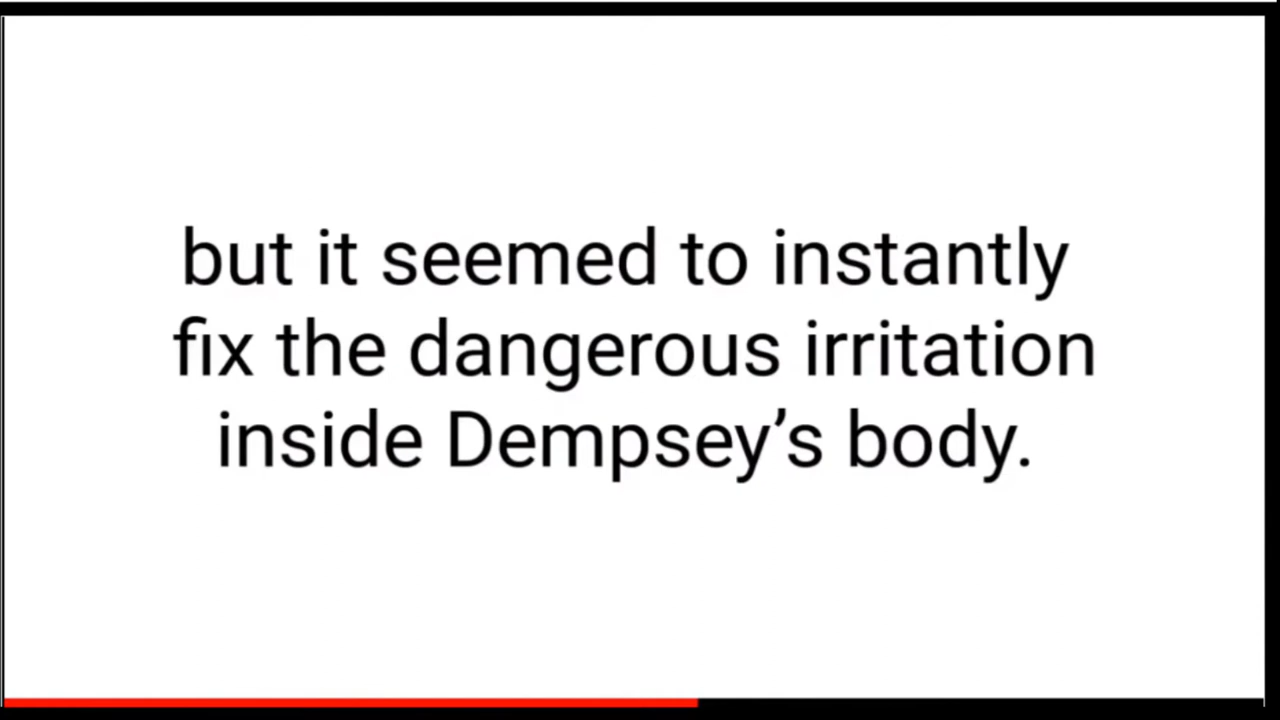 but it seemed to instantly
fix the dangerous irritation
inside Dempsey’s body.